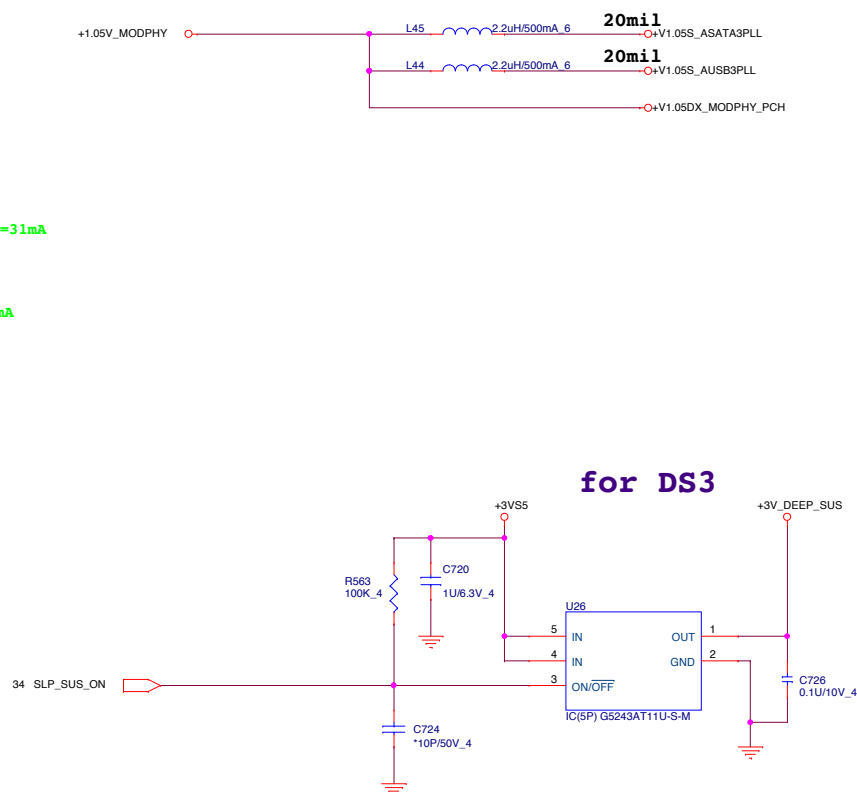 20mil
L45 2.2uH/500mA_6
+1.05V_MODPHY +V1.05S_ASATA3PLL
20mil
L44 2.2uH/500mA_6
+V1.05S_AUSB3PLL
+V1.05DX_MODPHY_PCH
=31mA
mA
for DS3
+3VS5 +3V_DEEP_SUS
C720
1U/6.3V_4
R563
100K_4
U26
5 IN OUT 1
4 IN GND 2
3 ON/OFF
34 SLP_SUS_ON
C726
0.1U/10V_4
IC(5P) G5243AT11U-S-M
C724
*10P/50V_4